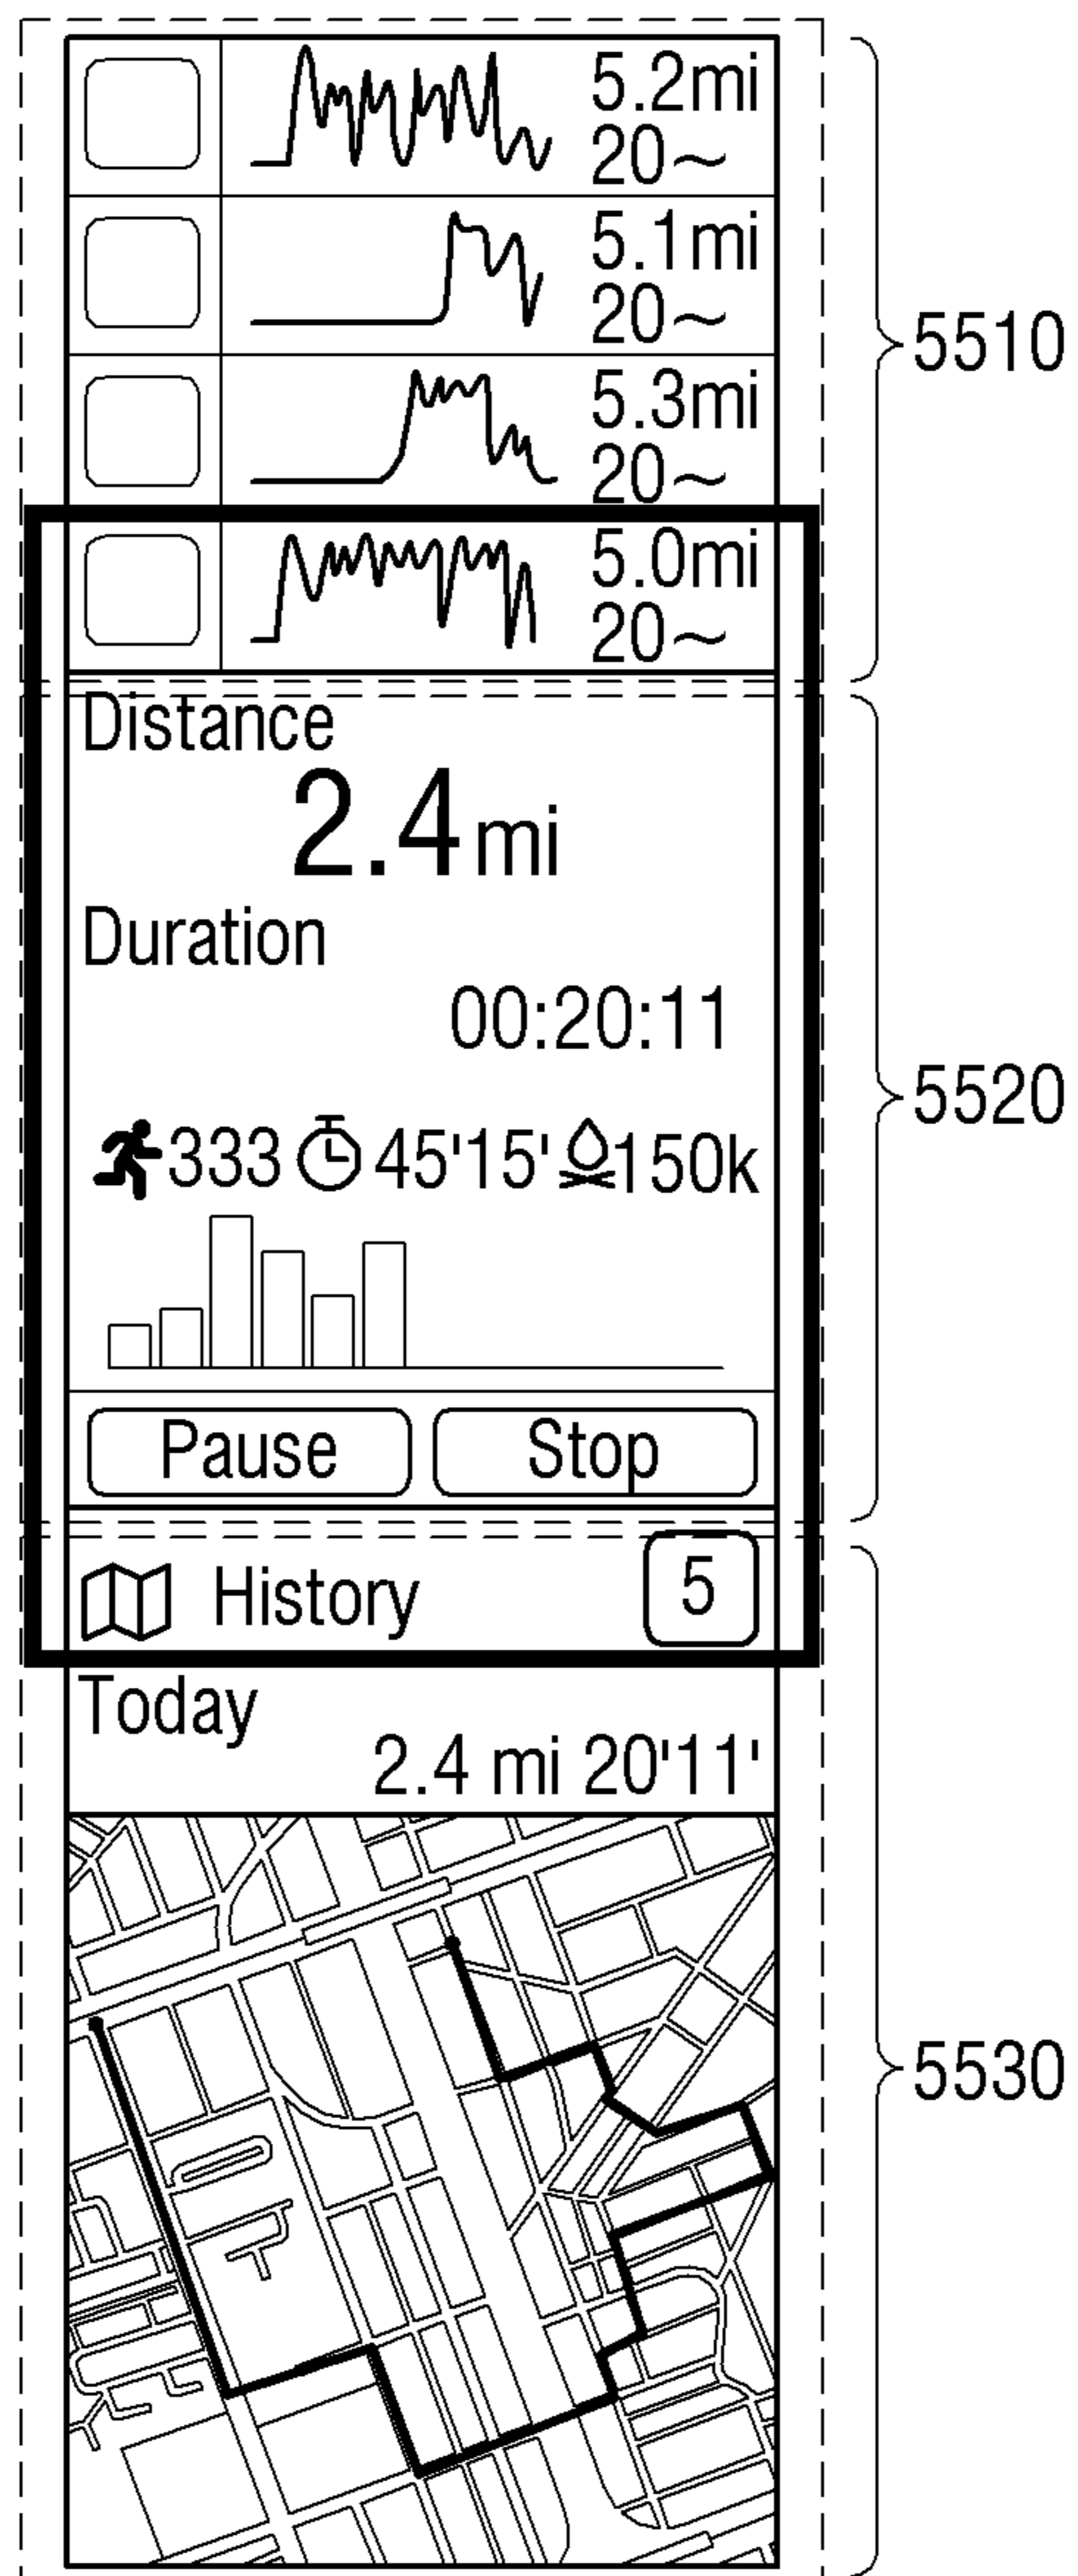 5.2mi
20~
5.1mi
20~
5.3mi
20~
5510
5.0mi
20~
Distance
2.4mi
Duration
00:20:11
5520
333 45'15' 150k
Pause Stop
History 5
Today
2.4 mi 20'11'
5530